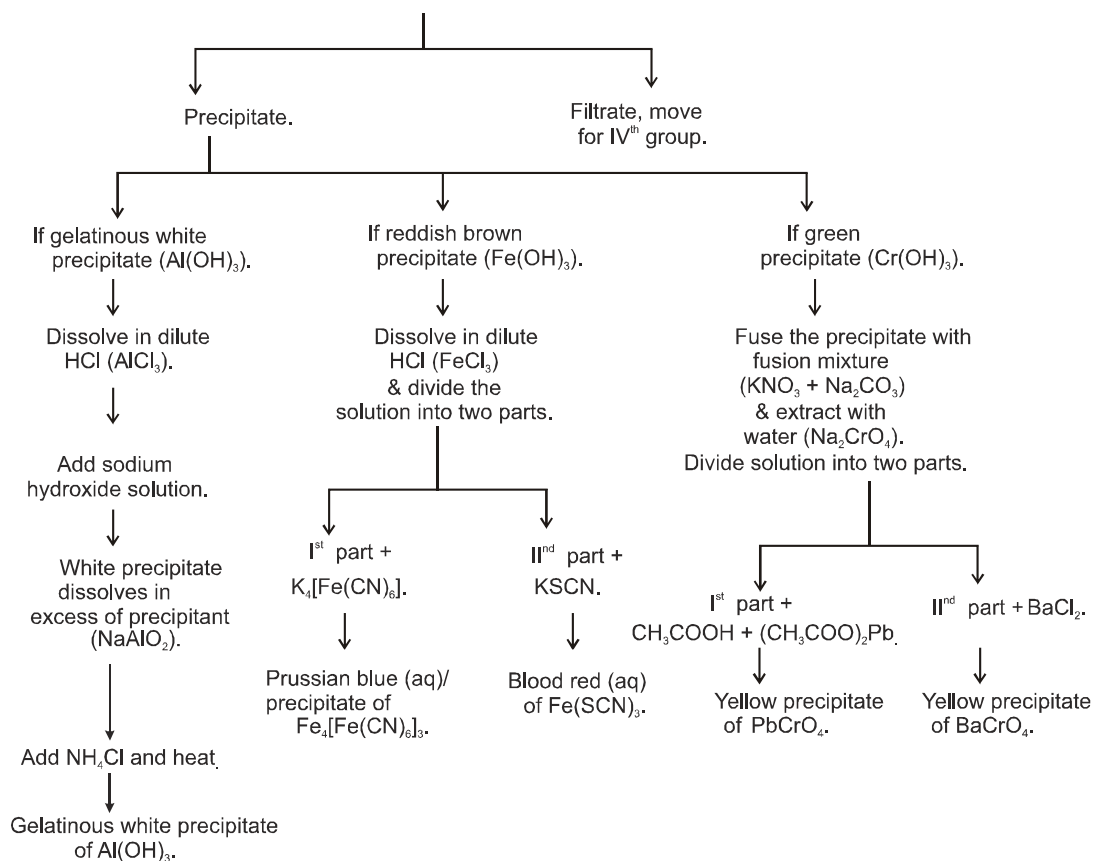 Precipitate.
Filtrate, move
for IVᵗʰ group.
If gelatinous white
precipitate (Al(OH)₃).
Dissolve in dilute
HCl (AlCl₃).
Add sodium
hydroxide solution.
White precipitate
dissolves in
excess of precipitant
(NaAlO₂).
Add NH₄Cl and heat.
Gelatinous white precipitate
of Al(OH)₃.
If reddish brown
precipitate (Fe(OH)₃).
Dissolve in dilute
HCl (FeCl₃)
& divide the
solution into two parts.
Iˢᵗ part +
K₄[Fe(CN)₆].
Prussian blue (aq)/
precipitate of
Fe₄[Fe(CN)₆]₃.
IIⁿᵈ part +
KSCN.
Blood red (aq)
of Fe(SCN)₃.
If green
precipitate (Cr(OH)₃).
Fuse the precipitate with
fusion mixture
(KNO₃ + Na₂CO₃)
& extract with
water (Na₂CrO₄).
Divide solution into two parts.
Iˢᵗ part +
CH₃COOH + (CH₃COO)₂Pb.
Yellow precipitate
of PbCrO₄.
IIⁿᵈ part + BaCl₂.
Yellow precipitate
of BaCrO₄.